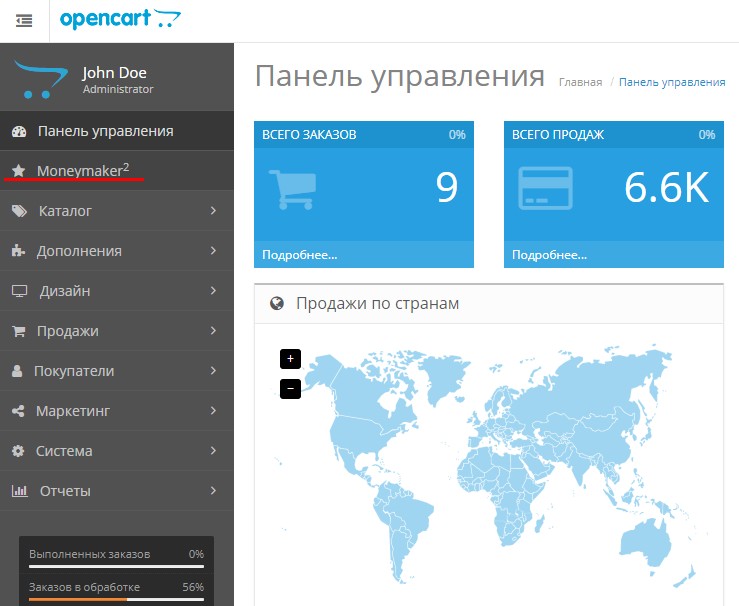 opencart
John Doe
Administrator
Панель управления
Moneymaker2
Каталог
Дополнения
Дизайн
Продажи
Покупатели
Маркетинг
Система
Отчеты
Выполненных заказов 0%
Заказов в обработке 56%
Панель управления Главная / Панель управления
ВСЕГО ЗАКАЗОВ 0%
9
Подробнее...
ВСЕГО ПРОДАЖ 0%
6.6K
Подробнее...
Продажи по странам
+
−